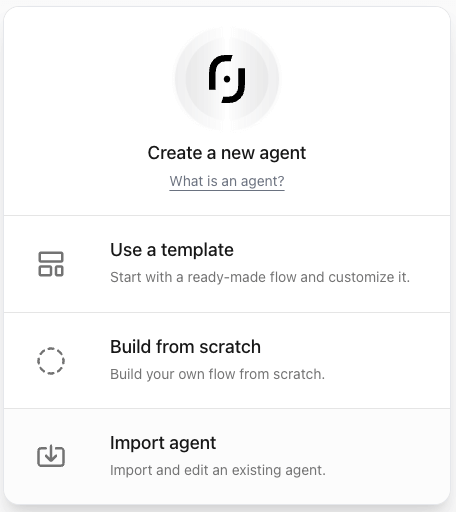 Create a new agent
What is an agent?
Use a template
Start with a ready-made flow and customize it.
Build from scratch
Build your own flow from scratch.
Import agent
Import and edit an existing agent.